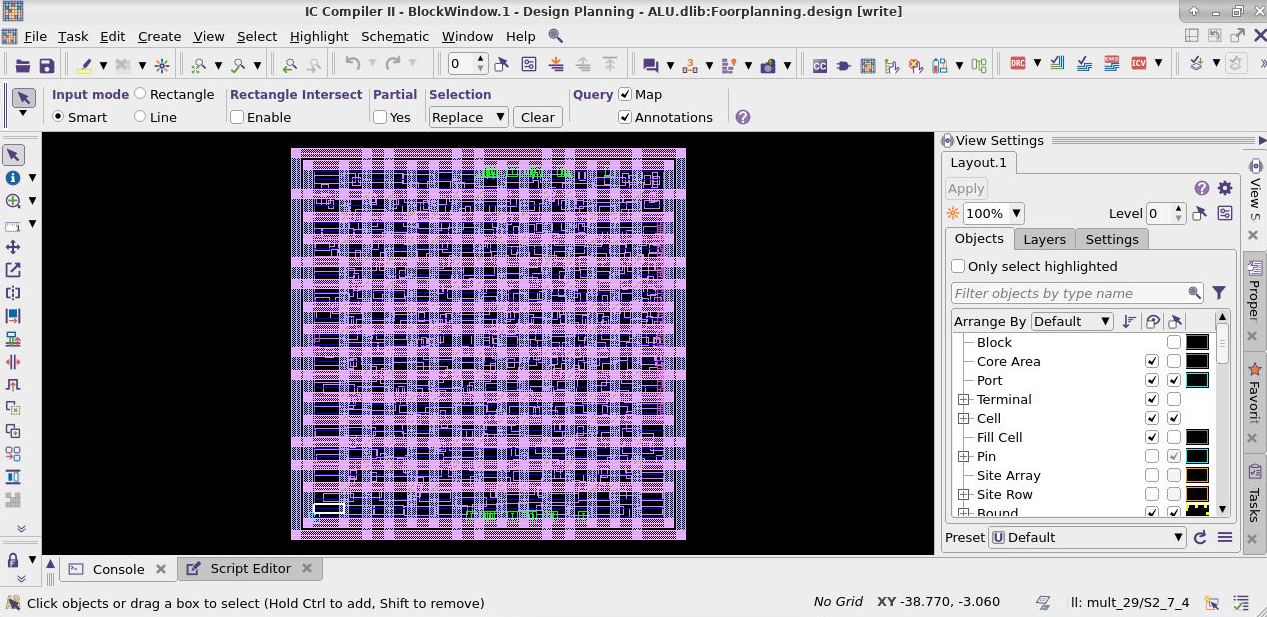 IC Compiler II - BlockWindow.1 - Design Planning - ALU.dlib:Foorplanning.design [write]
File Task Edit Create View Select Highlight Schematic Window Help
0 CC DRC EMS ICV
Input mode Rectangle Rectangle Intersect Partial Selection Query Map
Smart Line Enable Yes Replace Clear Annotations
View Settings
Layout.1
Apply
100% Level 0
Objects Layers Settings
Only select highlighted
Filter objects by type name
Arrange By Default
Block
Core Area
Port
Terminal
Cell
Fill Cell
Pin
Site Array
Site Row
Bound
Preset Default
View S
Proper
Favorit
Tasks
Console Script Editor
Click objects or drag a box to select (Hold Ctrl to add, Shift to remove) No Grid XY -38.770, -3.060 ll: mult_29/S2_7_4